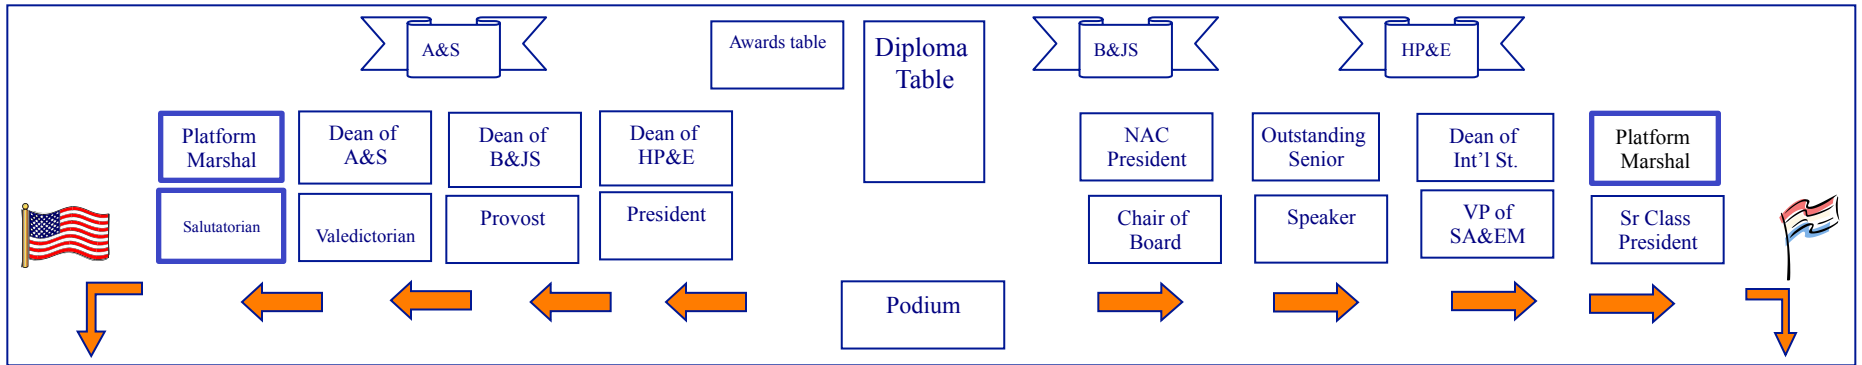 A&S
Awards table
Diploma
Table
B&JS
HP&E
Platform
Marshal
Dean of
A&S
Dean of
B&JS
Dean of
HP&E
NAC
President
Outstanding
Senior
Dean of
Int'l St.
Platform
Marshal
Salutatorian
Valedictorian
Provost
President
Chair of
Board
Speaker
VP of
SA&EM
Sr Class
President
Podium